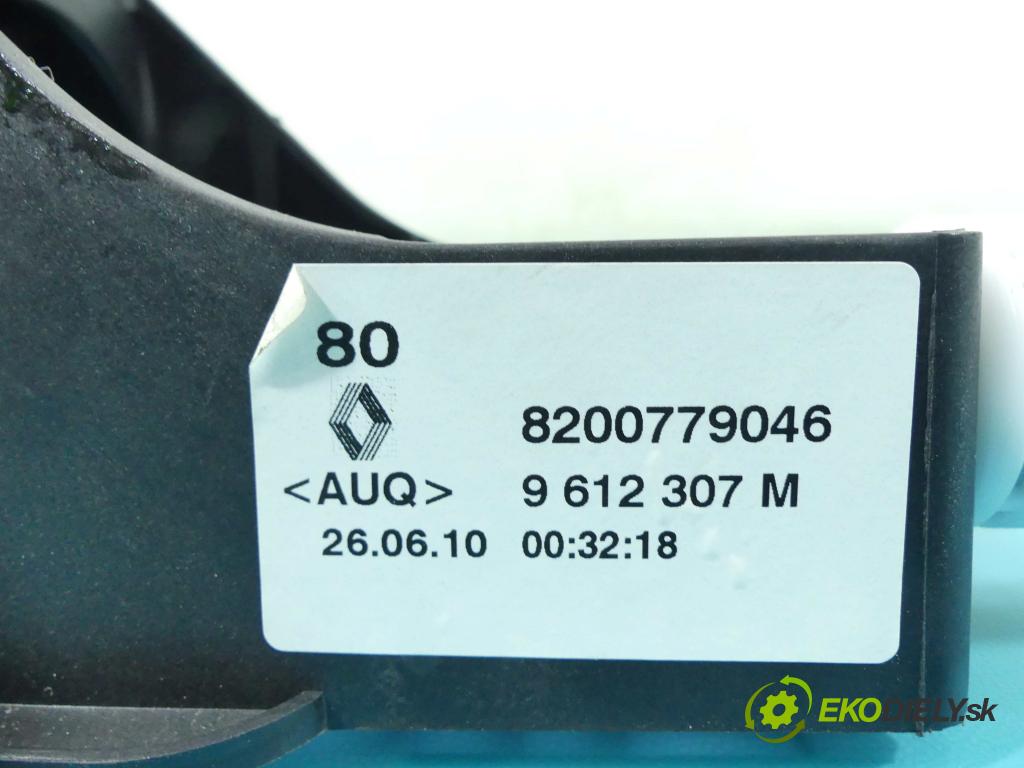 80
8200779046
<AUQ> 9 612 307 M
26.06.10 00:32:18
EKODIELY.sk